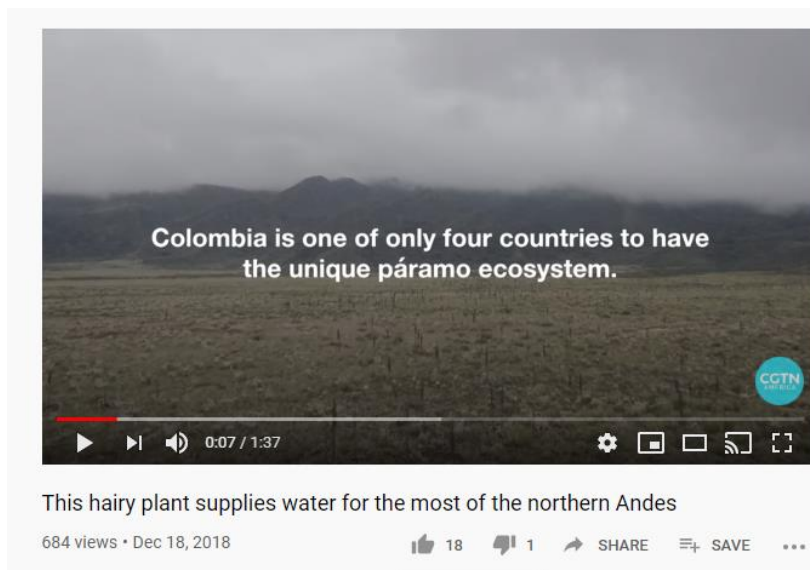 Colombia is one of only four countries to have
the unique páramo ecosystem.
CGTN
AMERICA
0:07 / 1:37
This hairy plant supplies water for the most of the northern Andes
684 views • Dec 18, 2018
18 1 SHARE SAVE